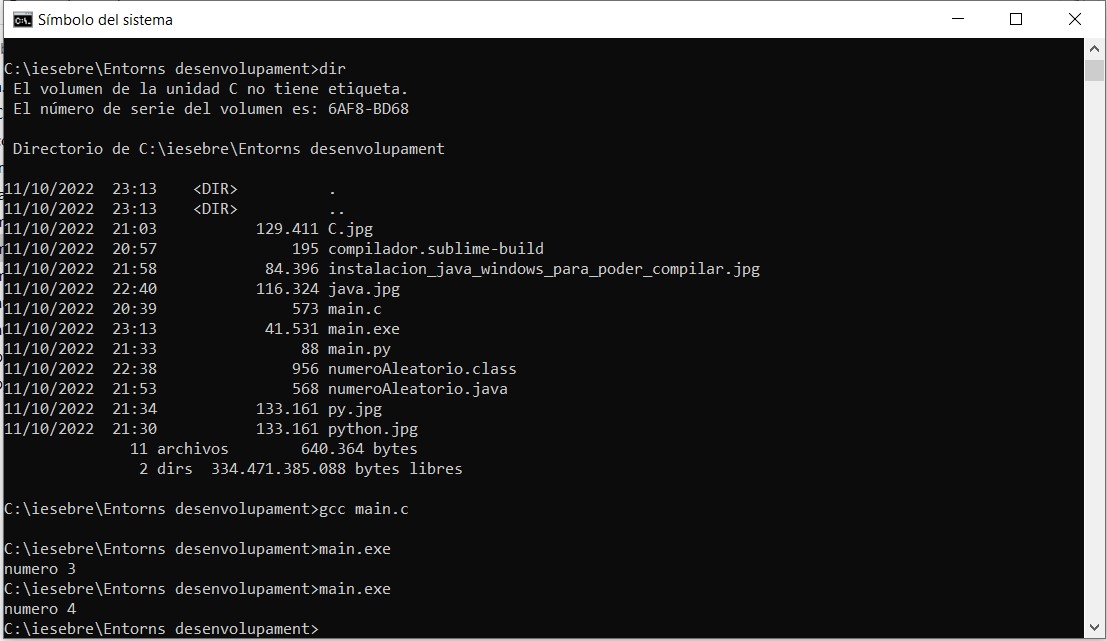 Símbolo del sistema
C:\iesebre\Entorns desenvolupament>dir
 El volumen de la unidad C no tiene etiqueta.
 El número de serie del volumen es: 6AF8-BD68

 Directorio de C:\iesebre\Entorns desenvolupament

11/10/2022  23:13    <DIR>          .
11/10/2022  23:13    <DIR>          ..
11/10/2022  21:03           129.411 C.jpg
11/10/2022  20:57               195 compilador.sublime-build
11/10/2022  21:58            84.396 instalacion_java_windows_para_poder_compilar.jpg
11/10/2022  22:40           116.324 java.jpg
11/10/2022  20:39               573 main.c
11/10/2022  23:13            41.531 main.exe
11/10/2022  21:33                88 main.py
11/10/2022  22:38               956 numeroAleatorio.class
11/10/2022  21:53               568 numeroAleatorio.java
11/10/2022  21:34           133.161 py.jpg
11/10/2022  21:30           133.161 python.jpg
              11 archivos        640.364 bytes
               2 dirs  334.471.385.088 bytes libres

C:\iesebre\Entorns desenvolupament>gcc main.c

C:\iesebre\Entorns desenvolupament>main.exe
numero 3
C:\iesebre\Entorns desenvolupament>main.exe
numero 4
C:\iesebre\Entorns desenvolupament>